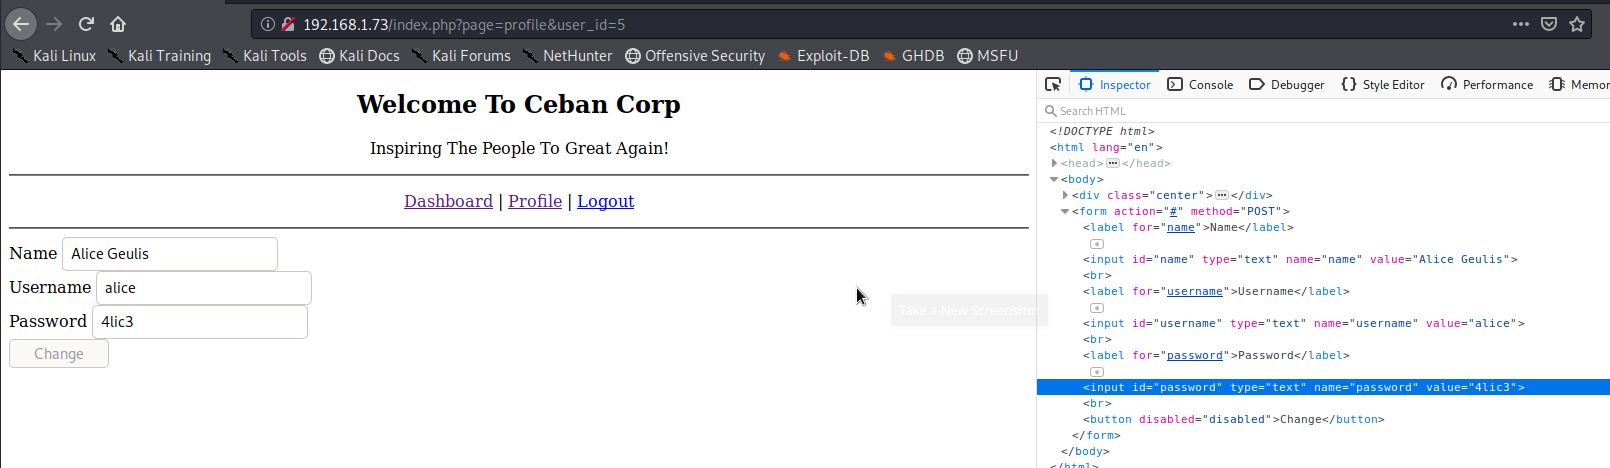 192.168.1.73/index.php?page=profile&user_id=5
Kali Linux Kali Training Kali Tools Kali Docs Kali Forums NetHunter Offensive Security Exploit-DB GHDB MSFU
Welcome To Ceban Corp
Inspiring The People To Great Again!
Dashboard | Profile | Logout
Name Alice Geulis
Username alice
Password 4lic3
Change
Take a New Screenshot
Inspector Console Debugger Style Editor Performance Memor
Search HTML
<!DOCTYPE html>
<html lang="en">
<head>⋯</head>
<body>
<div class="center">⋯</div>
<form action="#" method="POST">
<label for="name">Name</label>
<input id="name" type="text" name="name" value="Alice Geulis">
<br>
<label for="username">Username</label>
<input id="username" type="text" name="username" value="alice">
<br>
<label for="password">Password</label>
<input id="password" type="text" name="password" value="4lic3">
<br>
<button disabled="disabled">Change</button>
</form>
</body>
</html>